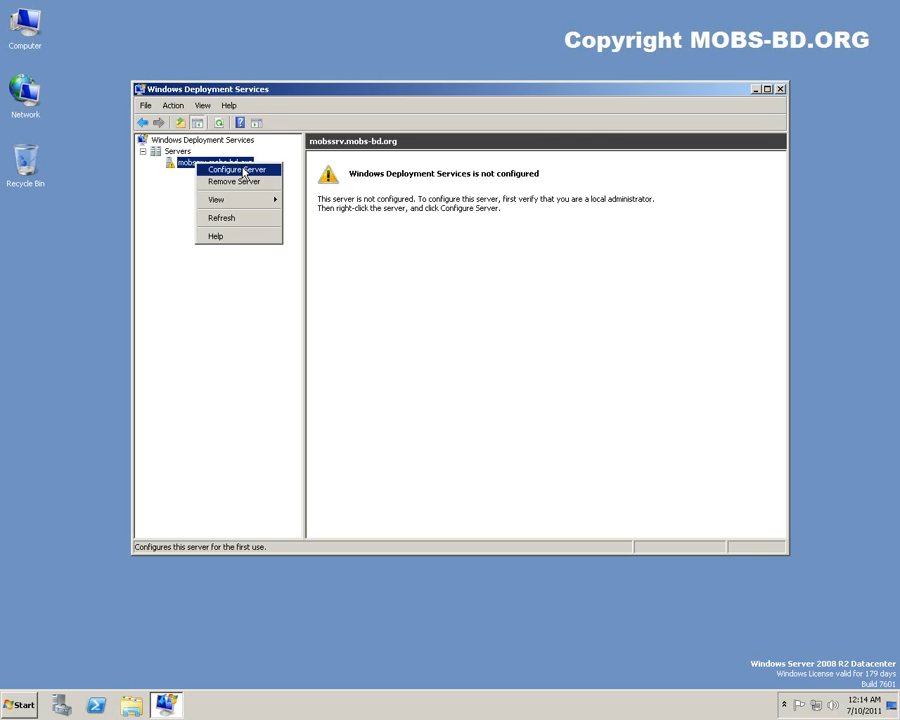 Computer
Network
Recycle Bin
Copyright MOBS-BD.ORG
Windows Deployment Services
File Action View Help
Windows Deployment Services
Servers
mobssrv.mobs-bd.org
Configure Server
Remove Server
View
Refresh
Help
mobssrv.mobs-bd.org
Windows Deployment Services is not configured
This server is not configured. To configure this server, first verify that you are a local administrator.
Then right-click the server, and click Configure Server.
Configures this server for the first use.
Windows Server 2008 R2 Datacenter
Windows License valid for 179 days
Build 7601
Start
12:14 AM
7/10/2011